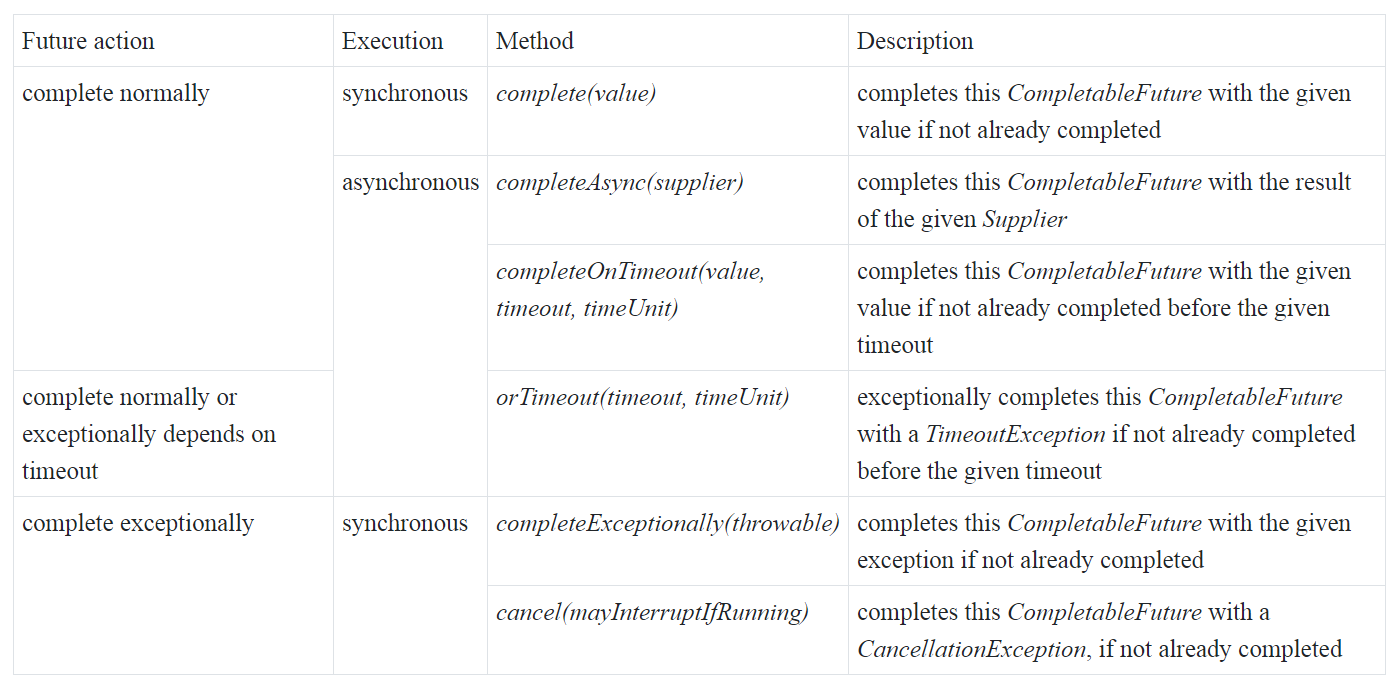 Future action Execution Method Description
complete normally synchronous complete(value) completes this CompletableFuture with the given
value if not already completed
asynchronous completeAsync(supplier) completes this CompletableFuture with the result
of the given Supplier
completeOnTimeout(value, completes this CompletableFuture with the given
timeout, timeUnit) value if not already completed before the given
timeout
complete normally or orTimeout(timeout, timeUnit) exceptionally completes this CompletableFuture
exceptionally depends on with a TimeoutException if not already completed
timeout before the given timeout
complete exceptionally synchronous completeExceptionally(throwable) completes this CompletableFuture with the given
exception if not already completed
cancel(mayInterruptIfRunning) completes this CompletableFuture with a
CancellationException, if not already completed